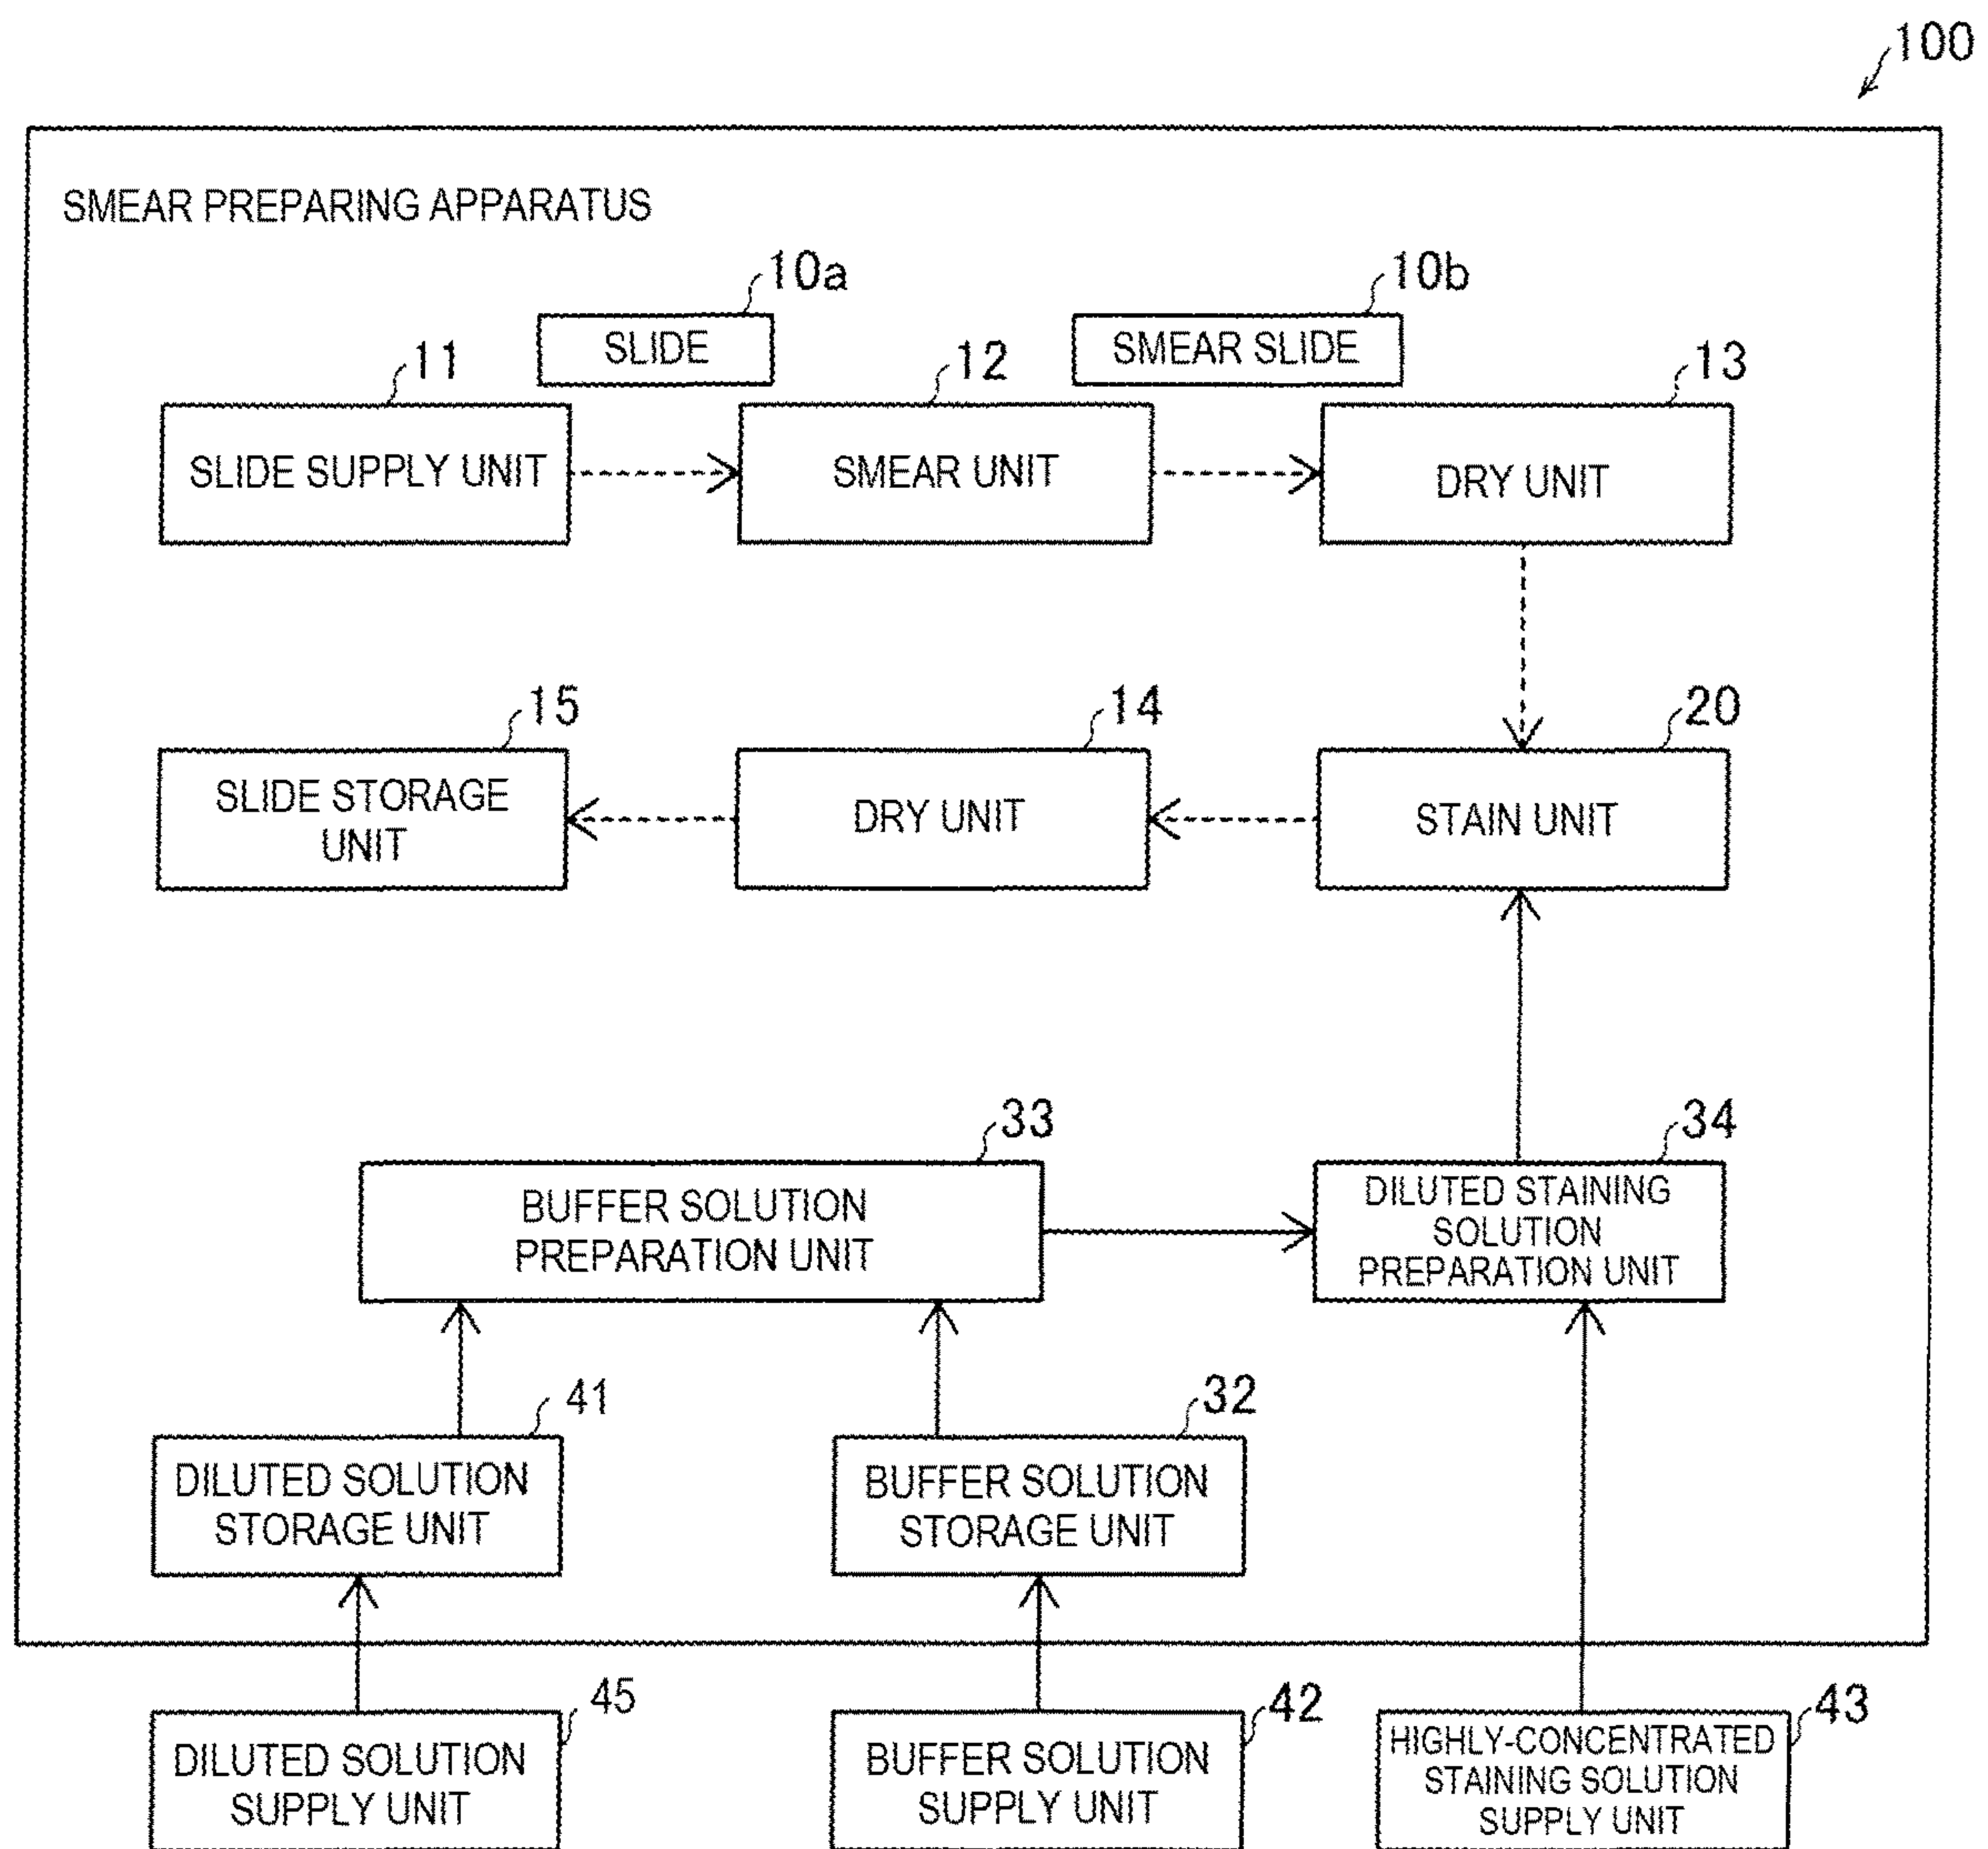 100
SMEAR PREPARING APPARATUS
10a
10b
SLIDE
SMEAR SLIDE
11
12
13
SLIDE SUPPLY UNIT
SMEAR UNIT
DRY UNIT
15
14
20
SLIDE STORAGE
UNIT
DRY UNIT
STAIN UNIT
33
34
BUFFER SOLUTION
PREPARATION UNIT
DILUTED STAINING
SOLUTION
PREPARATION UNIT
41
32
DILUTED SOLUTION
STORAGE UNIT
BUFFER SOLUTION
STORAGE UNIT
45
42
43
DILUTED SOLUTION
SUPPLY UNIT
BUFFER SOLUTION
SUPPLY UNIT
HIGHLY-CONCENTRATED
STAINING SOLUTION
SUPPLY UNIT